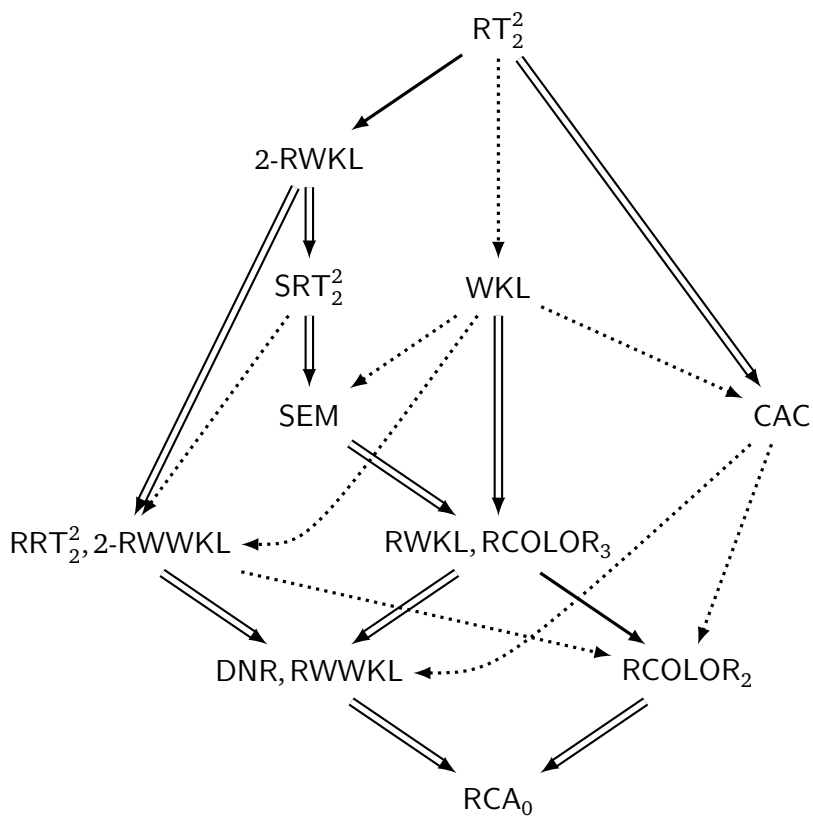 RT₂²
2-RWKL
SRT₂² WKL
SEM CAC
RRT₂², 2-RWWKL RWKL, RCOLOR₃
DNR, RWWKL RCOLOR₂
RCA₀